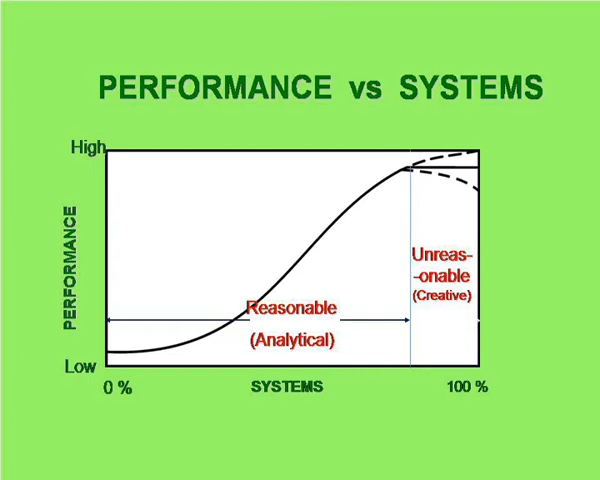 PERFORMANCE vs SYSTEMS
High
PERFORMANCE
Unreas-
-onable
(Creative)
Reasonable
(Analytical)
Low
0 %
SYSTEMS
100 %